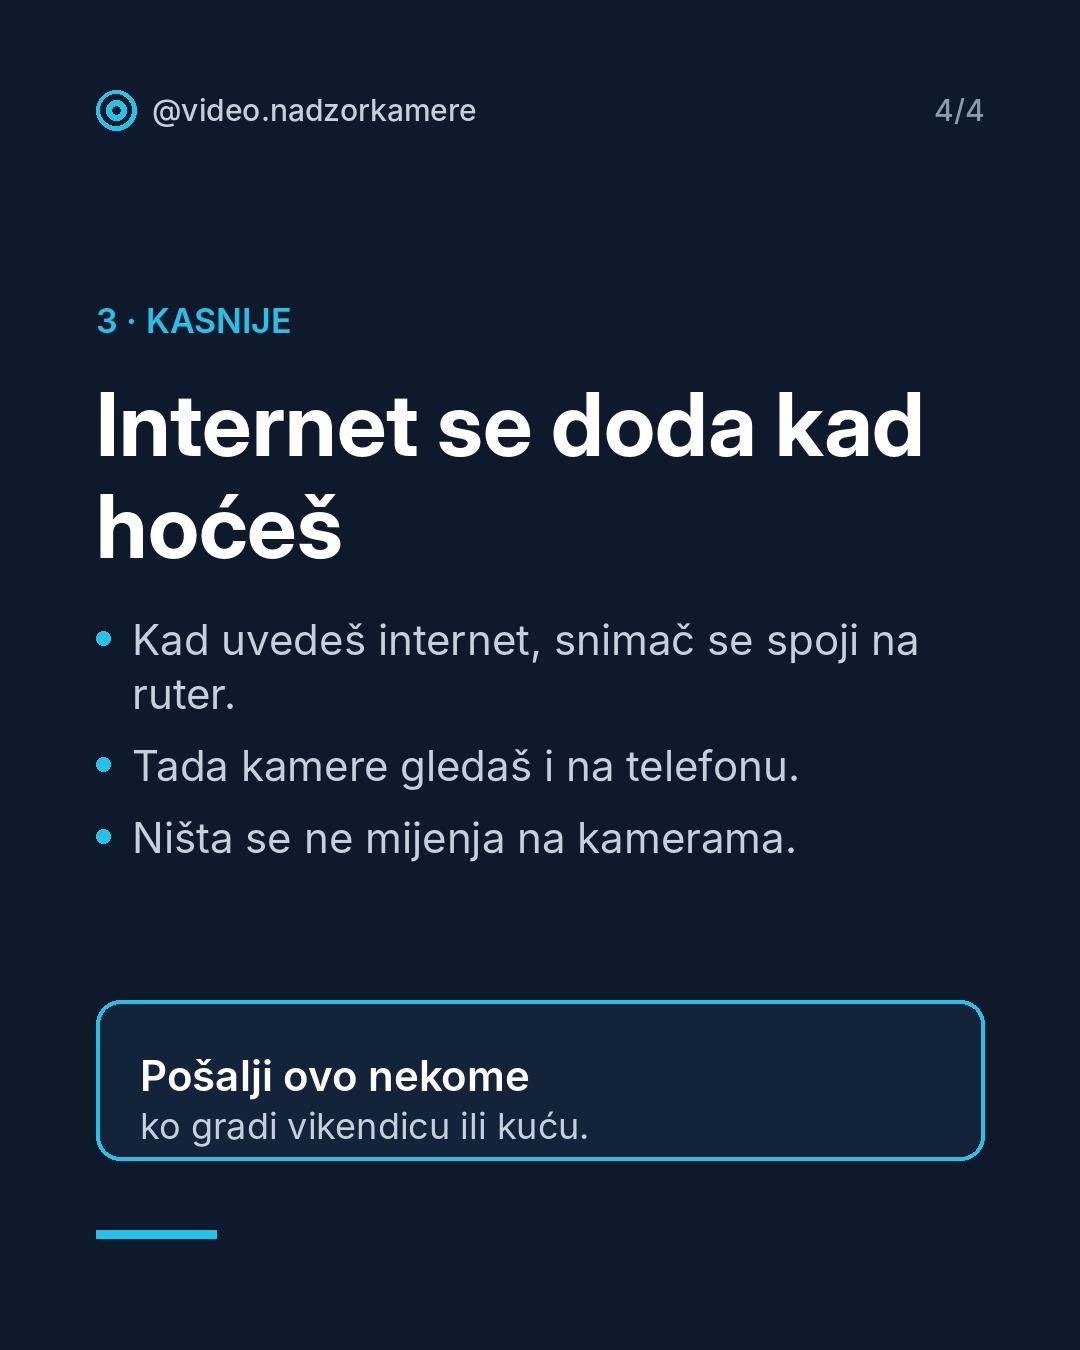 @video.nadzorkamere
4/4
3 · KASNIJE
Internet se doda kad
hoćeš
• Kad uvedeš internet, snimač se spoji na
ruter.
• Tada kamere gledaš i na telefonu.
• Ništa se ne mijenja na kamerama.
Pošalji ovo nekome
ko gradi vikendicu ili kuću.